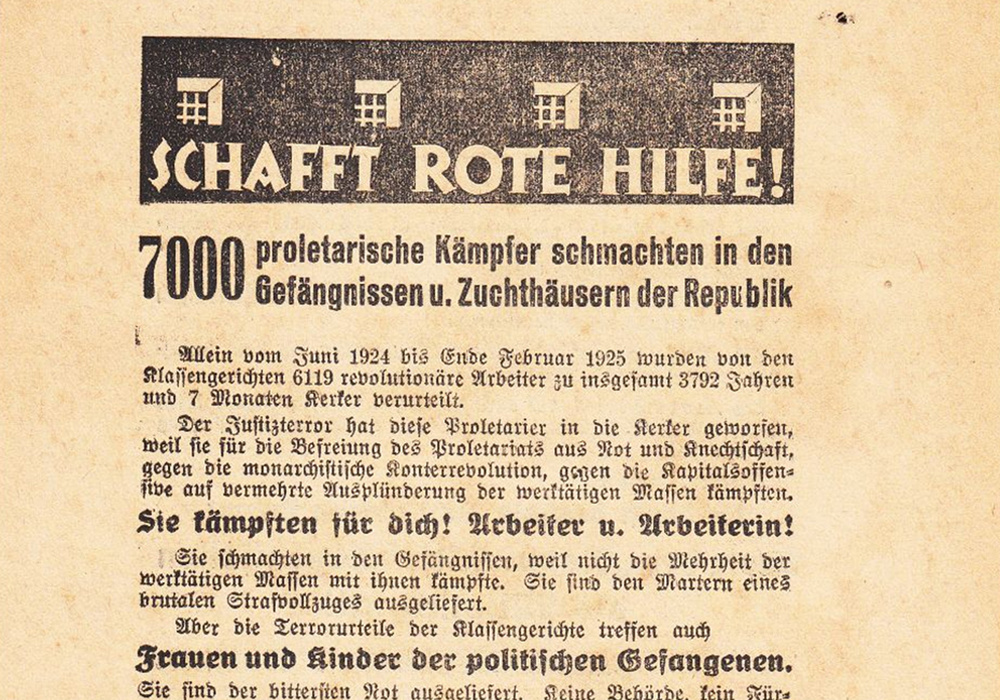 SCHAFFT ROTE HILFE!
7000 proletarische Kämpfer schmachten in den
Gefängnissen u. Zuchthäusern der Republik
Allein vom Juni 1924 bis Ende Februar 1925 wurden von den
Klassengerichten 6119 revolutionäre Arbeiter zu insgesamt 3792 Jahren
und 7 Monaten Kerker verurteilt.
Der Justizterror hat diese Proletarier in die Kerker geworfen,
weil sie für die Befreiung des Proletariats aus Not und Knechtschaft,
gegen die monarchistische Konterrevolution, gegen die Kapitalsoffen-
sive auf vermehrte Ausplünderung der werktätigen Massen kämpften.
Sie kämpften für dich! Arbeiter u. Arbeiterin!
Sie schmachten in den Gefängnissen, weil nicht die Mehrheit der
werktätigen Massen mit ihnen kämpfte. Sie sind den Martern eines
brutalen Strafvollzuges ausgeliefert.
Aber die Terrorurteile der Klassengerichte treffen auch
Frauen und Kinder der politischen Gefangenen.
Sie sind der bittersten Not ausgeliefert. Keine Behörde, kein Für-